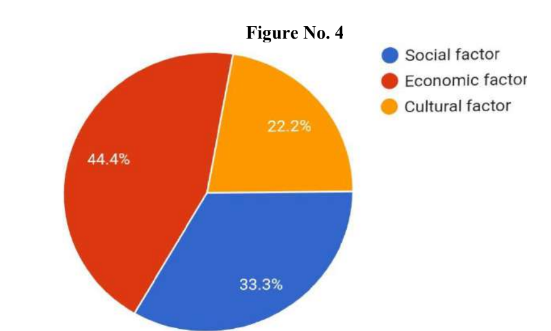 Figure No. 4
Social factor
Economic factor
Cultural factor
22.2%
44.4%
33.3%